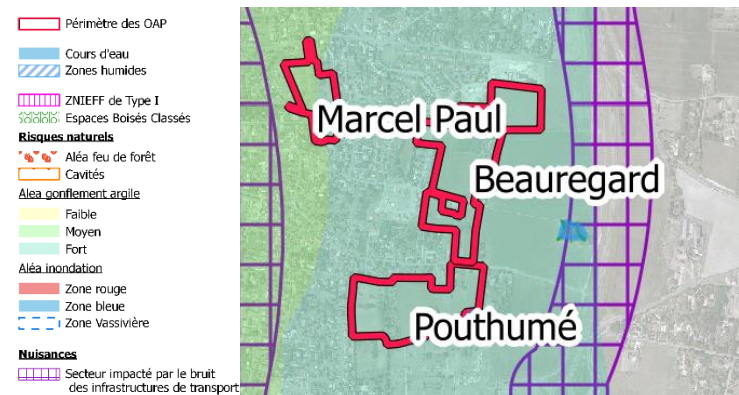 Périmètre des OAP
Cours d'eau
Zones humides
ZNIEFF de Type I
Espaces Boisés Classés
Risques naturels
Aléa feu de forêt
Cavités
Alea gonflement argile
Faible
Moyen
Fort
Aléa inondation
Zone rouge
Zone bleue
Zone Vassivière
Nuisances
Secteur impacté par le bruit
des infrastructures de transport
Marcel Paul
Beauregard
Pouthumé